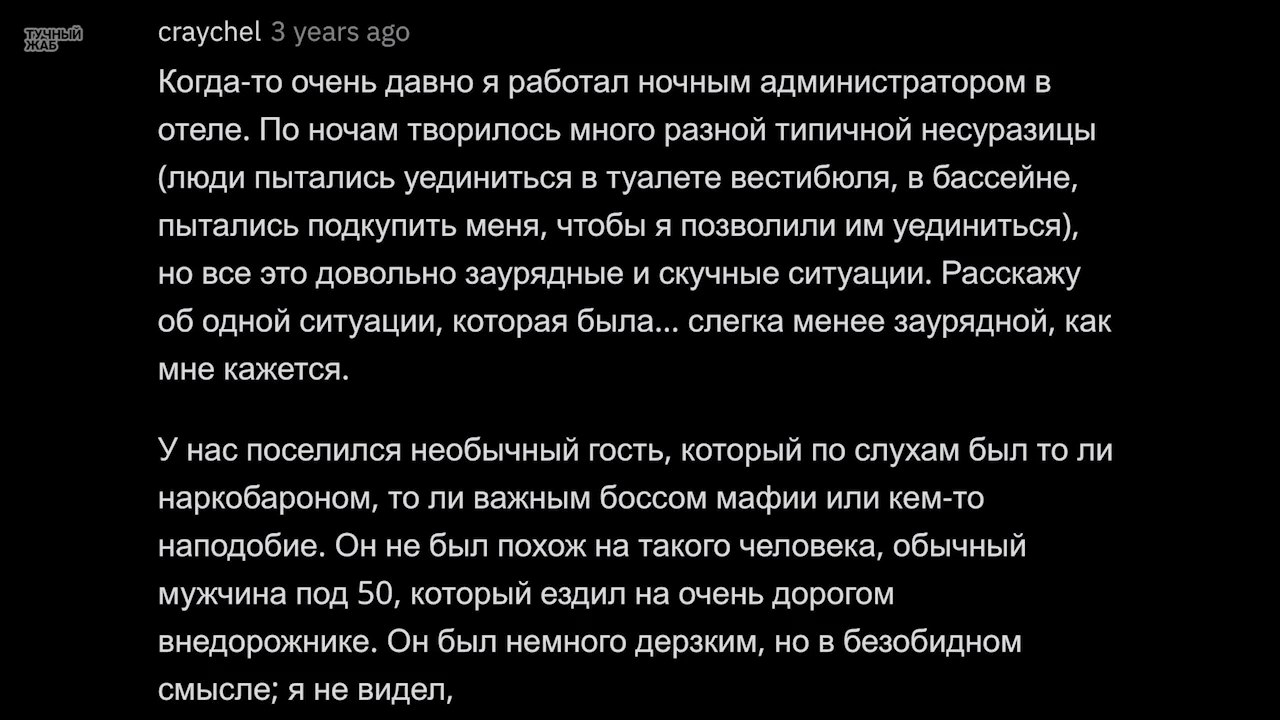 ТУЧНЫЙ
ЖАБ
craychel 3 years ago
Когда-то очень давно я работал ночным администратором в
отеле. По ночам творилось много разной типичной несуразицы
(люди пытались уединиться в туалете вестибюля, в бассейне,
пытались подкупить меня, чтобы я позволили им уединиться),
но все это довольно заурядные и скучные ситуации. Расскажу
об одной ситуации, которая была... слегка менее заурядной, как
мне кажется.
У нас поселился необычный гость, который по слухам был то ли
наркобароном, то ли важным боссом мафии или кем-то
наподобие. Он не был похож на такого человека, обычный
мужчина под 50, который ездил на очень дорогом
внедорожнике. Он был немного дерзким, но в безобидном
смысле; я не видел,